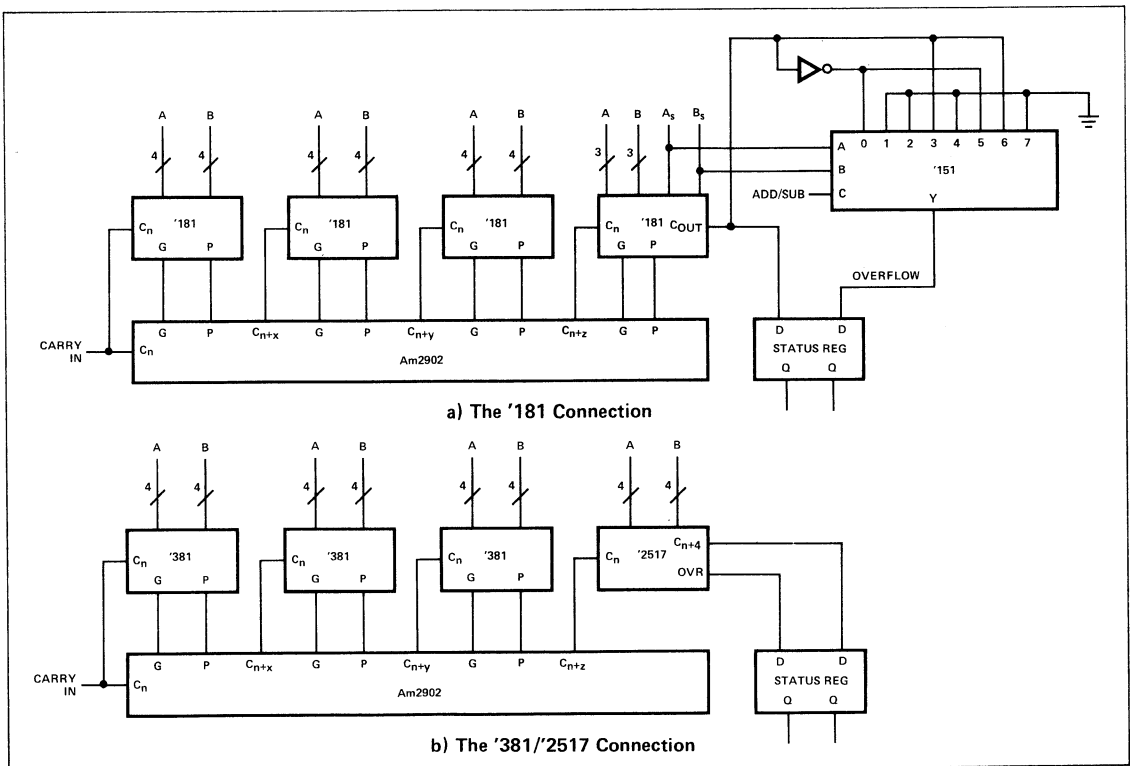 A B A B A B A B As Bs
4 4 4 4 4 4 3 3
A 0 1 2 3 4 5 6 7
B '151
ADD/SUB C Y
Cn '181 Cn '181 Cn '181 Cn '181 COUT
G P G P G P G P
OVERFLOW
G P Cn+x G P Cn+y G P Cn+z G P
CARRY IN Cn
Am2902
D D
STATUS REG
Q Q
a) The '181 Connection
A B A B A B A B
4 4 4 4 4 4 4 4
Cn '381 Cn '381 Cn '381 Cn '2517 Cn+4
G P G P G P OVR
G P Cn+x G P Cn+y G P Cn+z
CARRY IN Cn
Am2902
D D
STATUS REG
Q Q
b) The '381/'2517 Connection